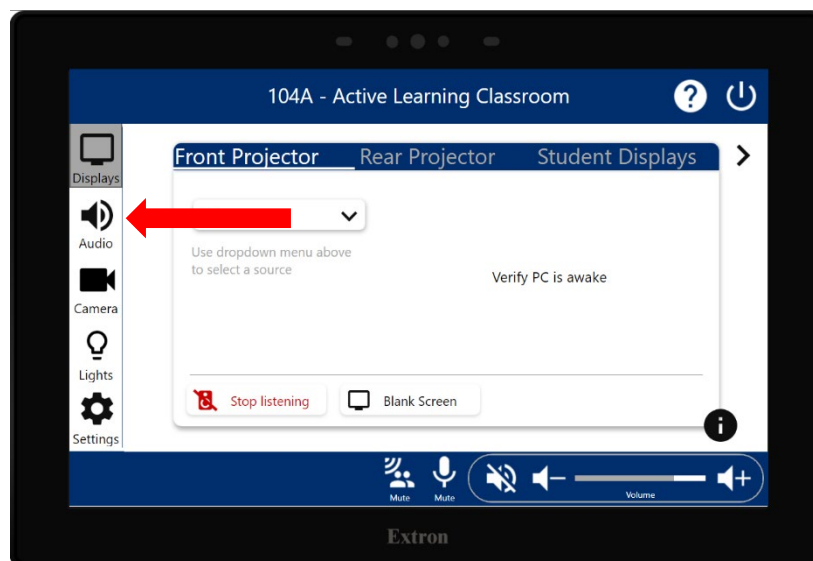 104A - Active Learning Classroom
?
Displays
Front Projector Rear Projector Student Displays
Audio
Use dropdown menu above
to select a source
Verify PC is awake
Camera
Lights
Stop listening Blank Screen
Settings
i
Mute Mute Volume
Extron